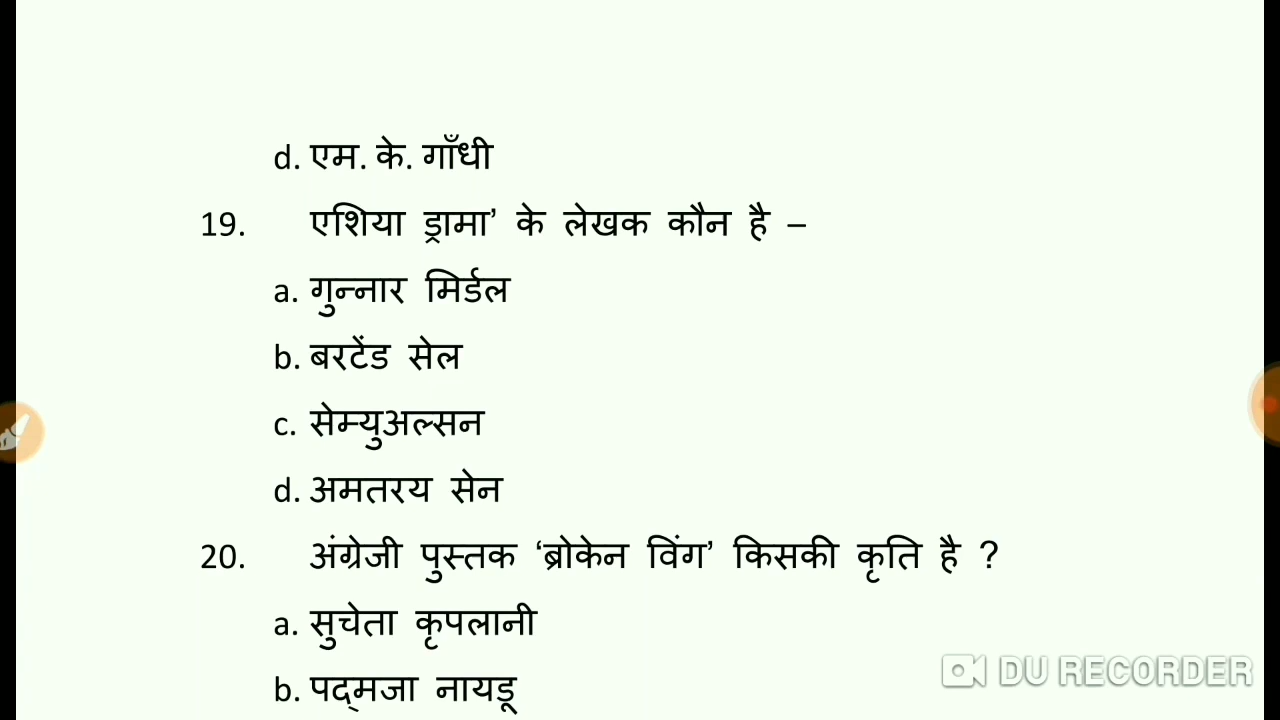 d. एम. के. गाँधी
19. एशिया ड्रामा’ के लेखक कौन है –
a. गुन्नार मिर्डल
b. बरटेंड सेल
c. सेम्युअल्सन
d. अमतरय सेन
20. अंग्रेजी पुस्तक ‘ब्रोकेन विंग’ किसकी कृति है ?
a. सुचेता कृपलानी
b. पद्मजा नायडू
DU RECORDER